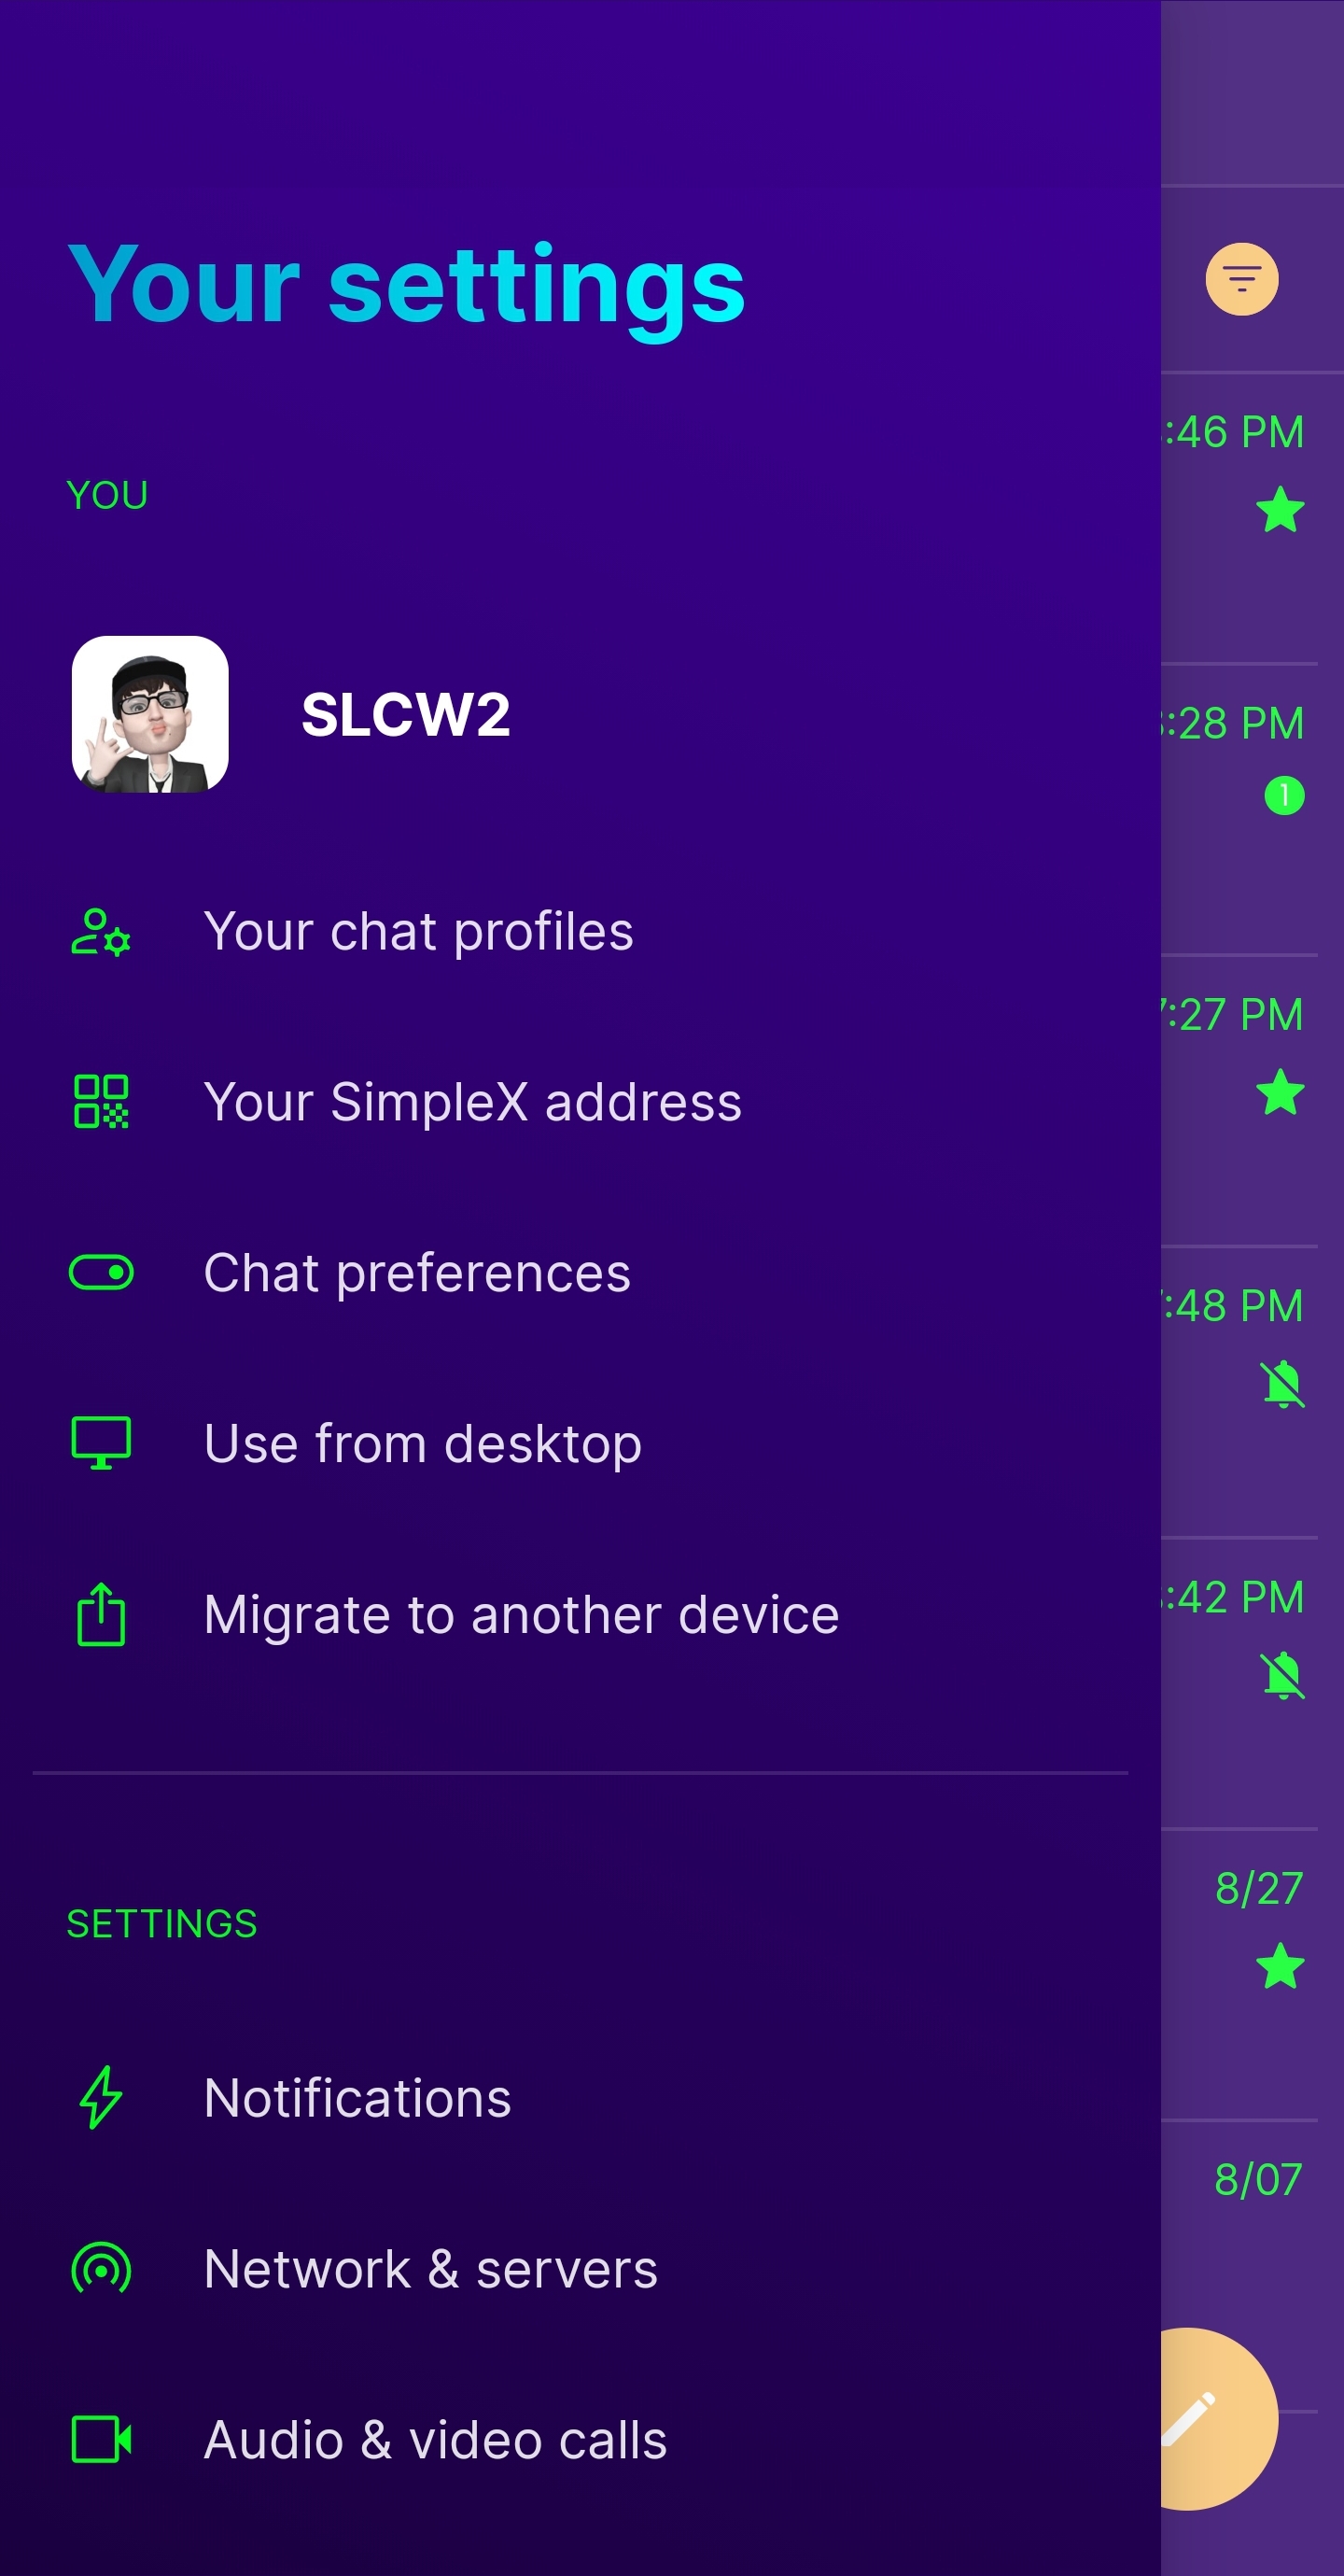 Your settings
YOU
:46 PM
SLCW2
:28 PM
1
Your chat profiles
:27 PM
Your SimpleX address
Chat preferences
:48 PM
Use from desktop
Migrate to another device
:42 PM
SETTINGS
8/27
Notifications
8/07
Network & servers
Audio & video calls